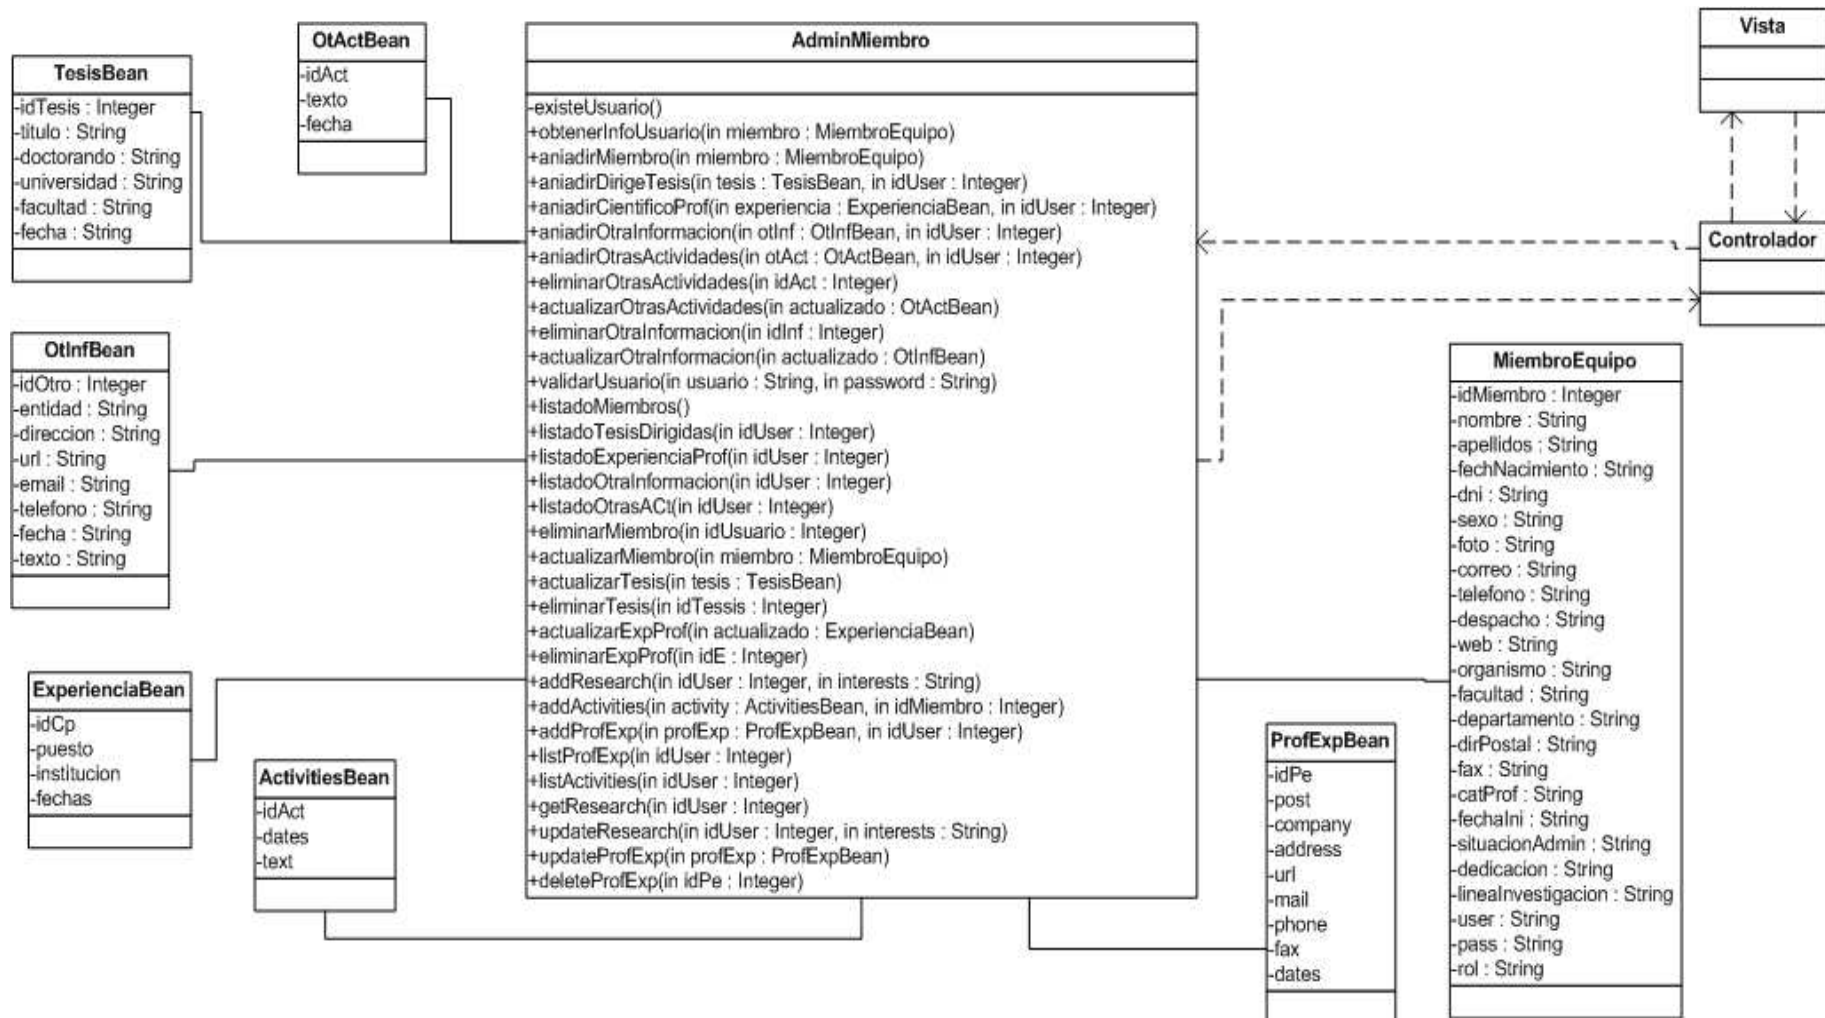 OtActBean
-idAct
-texto
-fecha
TesisBean
-idTesis : Integer
-titulo : String
-doctorando : String
-universidad : String
-facultad : String
-fecha : String
OtInfBean
-idOtro : Integer
-entidad : String
-direccion : String
-url : String
-email : String
-telefono : String
-fecha : String
-texto : String
ExperienciaBean
-idCp
-puesto
-institucion
-fechas
ActivitiesBean
-idAct
-dates
-text
AdminMiembro
-existeUsuario()
+obtenerInfoUsuario(in miembro : MiembroEquipo)
+aniadirMiembro(in miembro : MiembroEquipo)
+aniadirDirigeTesis(in tesis : TesisBean, in idUser : Integer)
+aniadirCientificoProf(in experiencia : ExperienciaBean, in idUser : Integer)
+aniadirOtraInformacion(in otInf : OtInfBean, in idUser : Integer)
+aniadirOtrasActividades(in otAct : OtActBean, in idUser : Integer)
+eliminarOtrasActividades(in idAct : Integer)
+actualizarOtrasActividades(in actualizado : OtActBean)
+eliminarOtraInformacion(in idInf : Integer)
+actualizarOtraInformacion(in actualizado : OtInfBean)
+validarUsuario(in usuario : String, in password : String)
+listadoMiembros()
+listadoTesisDirigidas(in idUser : Integer)
+listadoExperienciaProf(in idUser : Integer)
+listadoOtraInformacion(in idUser : Integer)
+listadoOtrasACt(in idUser : Integer)
+eliminarMiembro(in idUsuario : Integer)
+actualizarMiembro(in miembro : MiembroEquipo)
+actualizarTesis(in tesis : TesisBean)
+eliminarTesis(in idTessis : Integer)
+actualizarExpProf(in actualizado : ExperienciaBean)
+eliminarExpProf(in idE : Integer)
+addResearch(in idUser : Integer, in interests : String)
+addActivities(in activity : ActivitiesBean, in idMiembro : Integer)
+addProfExp(in profExp : ProfExpBean, in idUser : Integer)
+listProfExp(in idUser : Integer)
+listActivities(in idUser : Integer)
+getResearch(in idUser : Integer)
+updateResearch(in idUser : Integer, in interests : String)
+updateProfExp(in profExp : ProfExpBean)
+deleteProfExp(in idPe : Integer)
Vista
Controlador
ProfExpBean
-idPe
-post
-company
-address
-url
-mail
-phone
-fax
-dates
MiembroEquipo
-idMiembro : Integer
-nombre : String
-apellidos : String
-fechNacimiento : String
-dni : String
-sexo : String
-foto : String
-correo : String
-telefono : String
-despacho : String
-web : String
-organismo : String
-facultad : String
-departamento : String
-dirPostal : String
-fax : String
-catProf : String
-fechaIni : String
-situacionAdmin : String
-dedicacion : String
-lineaInvestigacion : String
-user : String
-pass : String
-rol : String